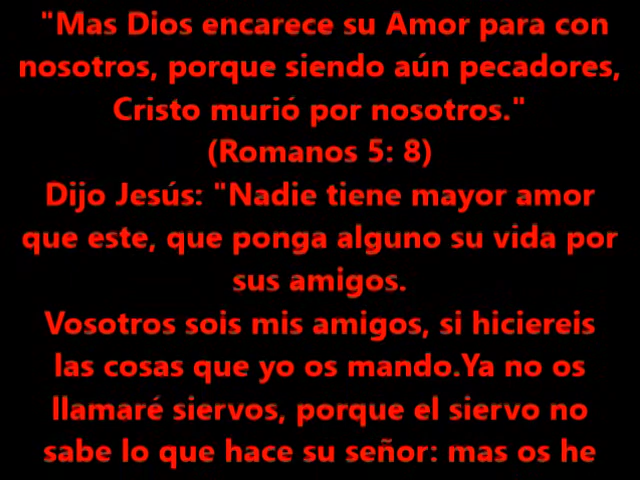 "Mas Dios encarece su Amor para con
nosotros, porque siendo aún pecadores,
Cristo murió por nosotros."
(Romanos 5: 8)
Dijo Jesús: "Nadie tiene mayor amor
que este, que ponga alguno su vida por
sus amigos.
Vosotros sois mis amigos, si hiciereis
las cosas que yo os mando.Ya no os
llamaré siervos, porque el siervo no
sabe lo que hace su señor: mas os he